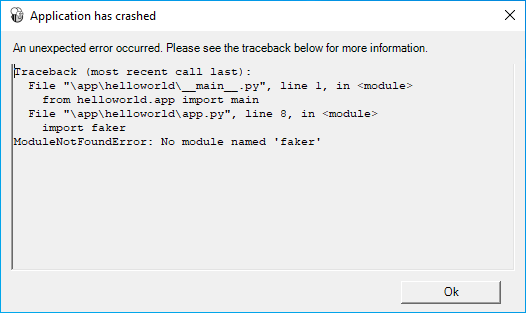 Application has crashed
An unexpected error occurred. Please see the traceback below for more information.
Traceback (most recent call last):
  File "\app\helloworld\__main__.py", line 1, in <module>
    from helloworld.app import main
  File "\app\helloworld\app.py", line 8, in <module>
    import faker
ModuleNotFoundError: No module named 'faker'
Ok